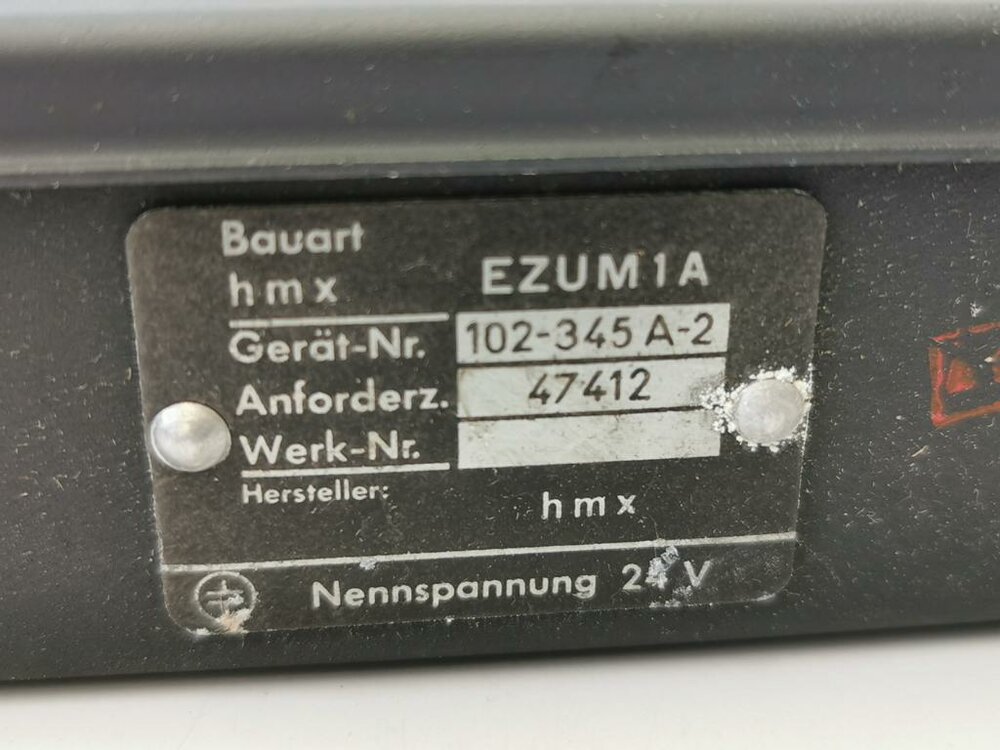 Bauart
hmx EZUM1A
Gerät-Nr. 102-345 A-2
Anforderz. 47412
Werk-Nr.
Hersteller: hmx
Nennspannung 24 V